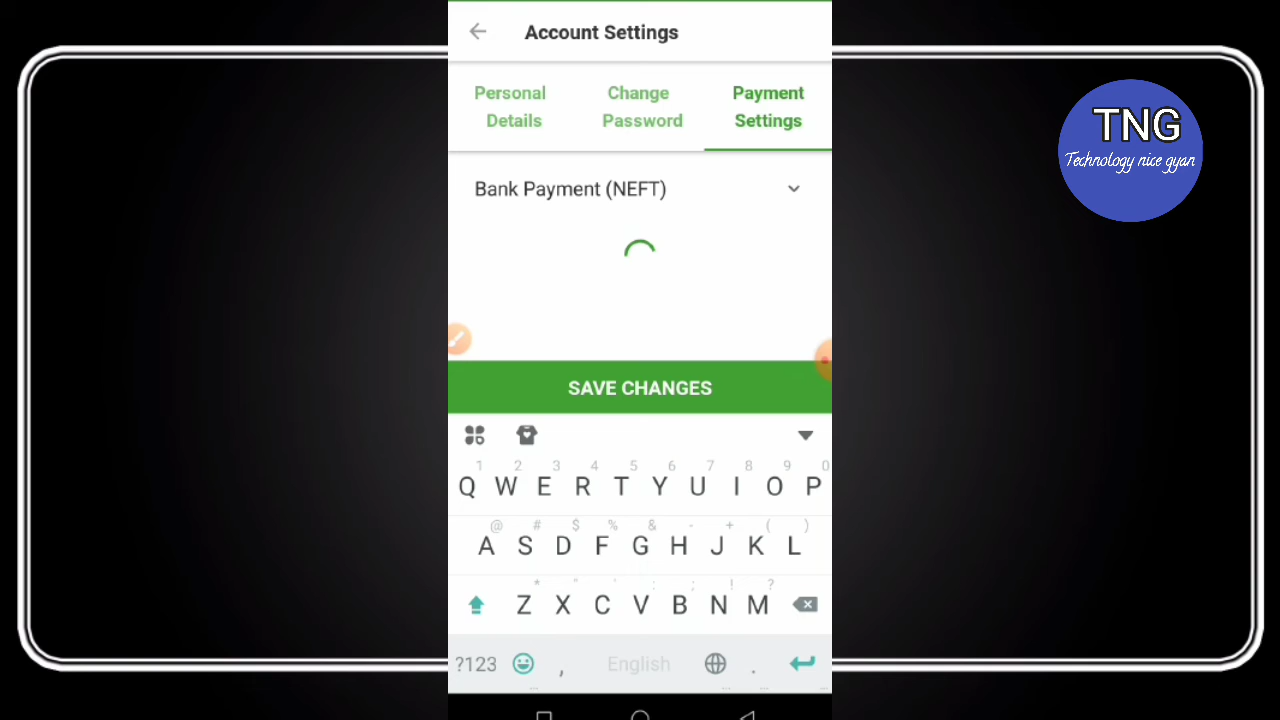 Account Settings
Personal Details
Change Password
Payment Settings
TNG
Technology nice gyan
Bank Payment (NEFT)
SAVE CHANGES
1 2 3 4 5 6 7 8 9 0
Q W E R T Y U I O P
@ # $ % & - + ( )
A S D F G H J K L
* " ' : ; ! ?
Z X C V B N M
?123 , English .